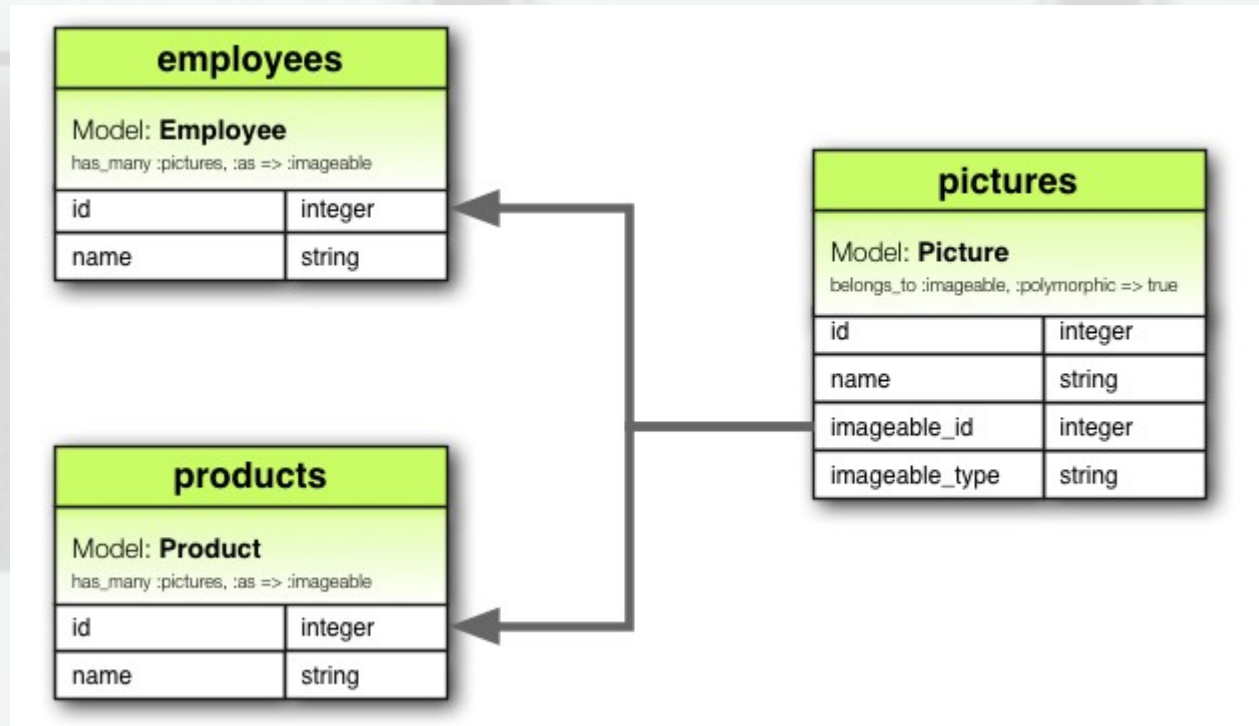 employees
Model: Employee
has_many :pictures, :as => :imageable
id integer
name string
pictures
Model: Picture
belongs_to :imageable, :polymorphic => true
id integer
name string
imageable_id integer
imageable_type string
products
Model: Product
has_many :pictures, :as => :imageable
id integer
name string